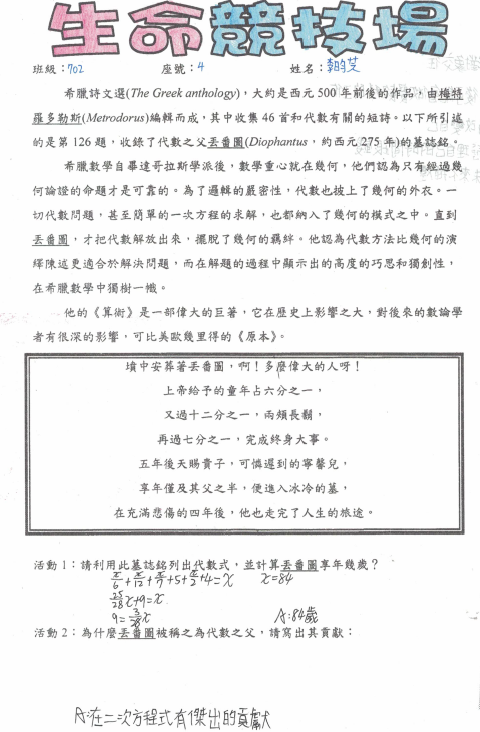 生命競技場
班級：702 座號：4 姓名：
希臘詩文選(The Greek anthology)，大約是西元 500 年前後的作品，由梅特
羅多勒斯(Metrodorus)編輯而成，其中收集 46 首和代數有關的短詩。以下所引述
的是第 126 題，收錄了代數之父丟番圖(Diophantus，約西元 275 年)的墓誌銘。
希臘數學自畢達哥拉斯學派後，數學重心就在幾何，他們認為只有經過幾
何論證的命題才是可靠的。為了邏輯的嚴密性，代數也披上了幾何的外衣。一
切代數問題，甚至簡單的一次方程的求解，也都納入了幾何的模式之中。直到
丟番圖，才把代數解放出來，擺脫了幾何的羈絆。他認為代數方法比幾何的演
繹陳述更適合於解決問題，而在解題的過程中顯示出的高度的巧思和獨創性，
在希臘數學中獨樹一幟。
他的《算術》是一部偉大的巨著，它在歷史上影響之大，對後來的數論學
者有很深的影響，可比美歐幾里得的《原本》。
墳中安葬著丟番圖，啊！多麼偉大的人呀！
上帝給予的童年占六分之一，
又過十二分之一，兩頰長鬍，
再過七分之一，完成終身大事。
五年後天賜貴子，可憐遲到的寧馨兒，
享年僅及其父之半，便進入冰冷的墓，
在充滿悲傷的四年後，他也走完了人生的旅途。
活動 1：請利用此墓誌銘列出代數式，並計算丟番圖享年幾歲？
x/6+x/12+x/7+5+x/2+4=x x=84
25/28x+9=x
9=3/28x A:84歲
活動 2：為什麼丟番圖被稱之為代數之父，請寫出其貢獻：
A:在二次方程式有傑出的貢獻